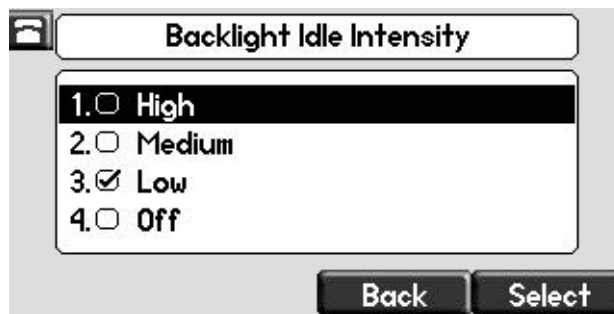 Backlight Idle Intensity
1. High
2. Medium
3. Low
4. Off
Back Select